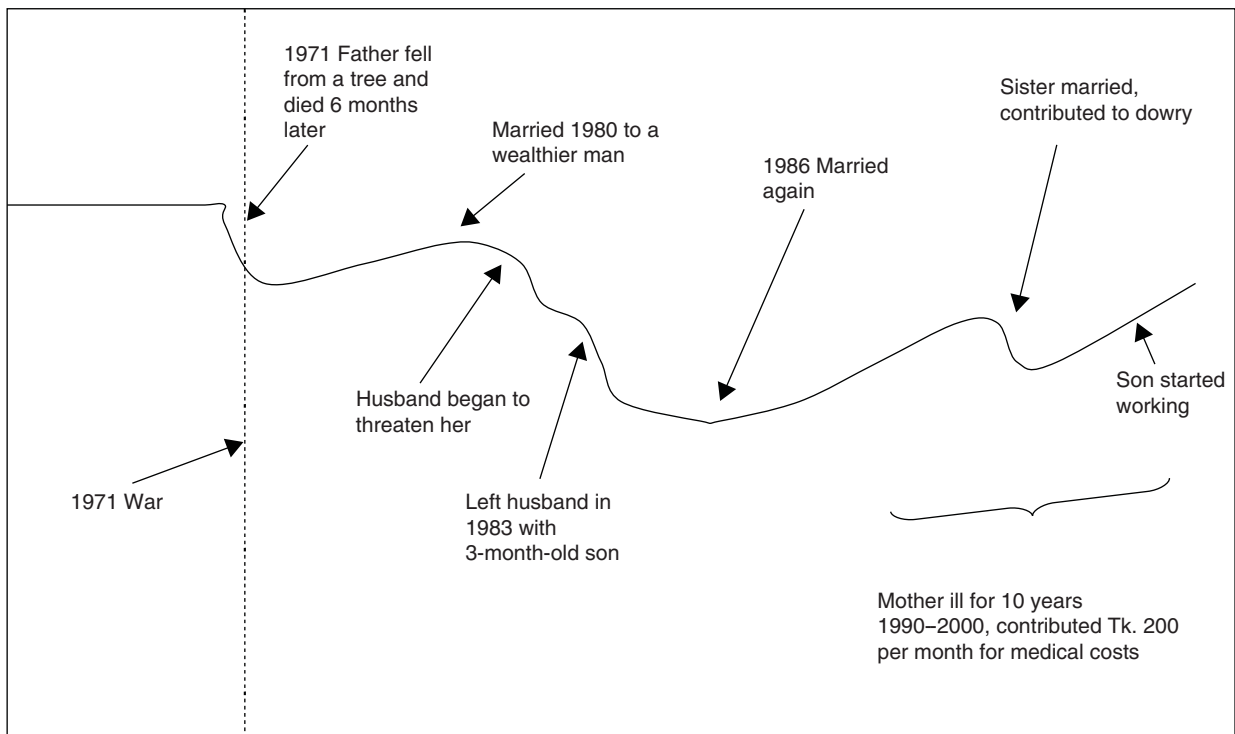 1971 Father fell
from a tree and
died 6 months
later
Married 1980 to a
wealthier man
1986 Married
again
Sister married,
contributed to dowry
Husband began to
threaten her
Son started
working
1971 War
Left husband in
1983 with
3-month-old son
Mother ill for 10 years
1990–2000, contributed Tk. 200
per month for medical costs